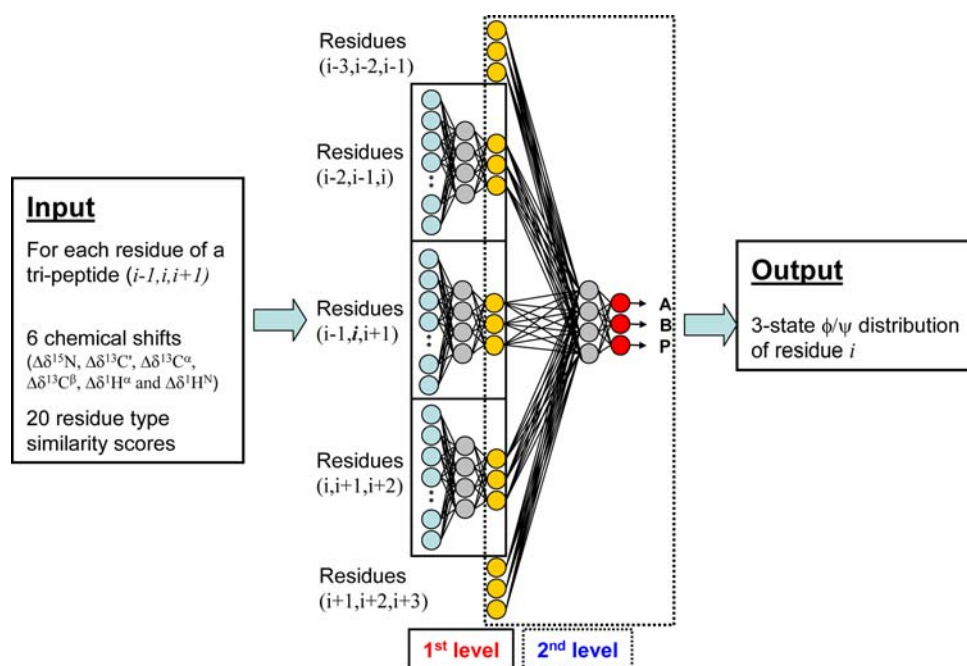 Input
For each residue of a
tri-peptide (i-1,i,i+1)
6 chemical shifts
(Δδ¹⁵N, Δδ¹³C', Δδ¹³Cᵅ,
Δδ¹³Cᵝ, Δδ¹Hᵅ and Δδ¹Hᴺ)
20 residue type
similarity scores
Residues
(i-3,i-2,i-1)
Residues
(i-2,i-1,i)
Residues
(i-1,i,i+1)
Residues
(i,i+1,i+2)
Residues
(i+1,i+2,i+3)
A
B
P
1st level
2nd level
Output
3-state ϕ/ψ distribution
of residue i